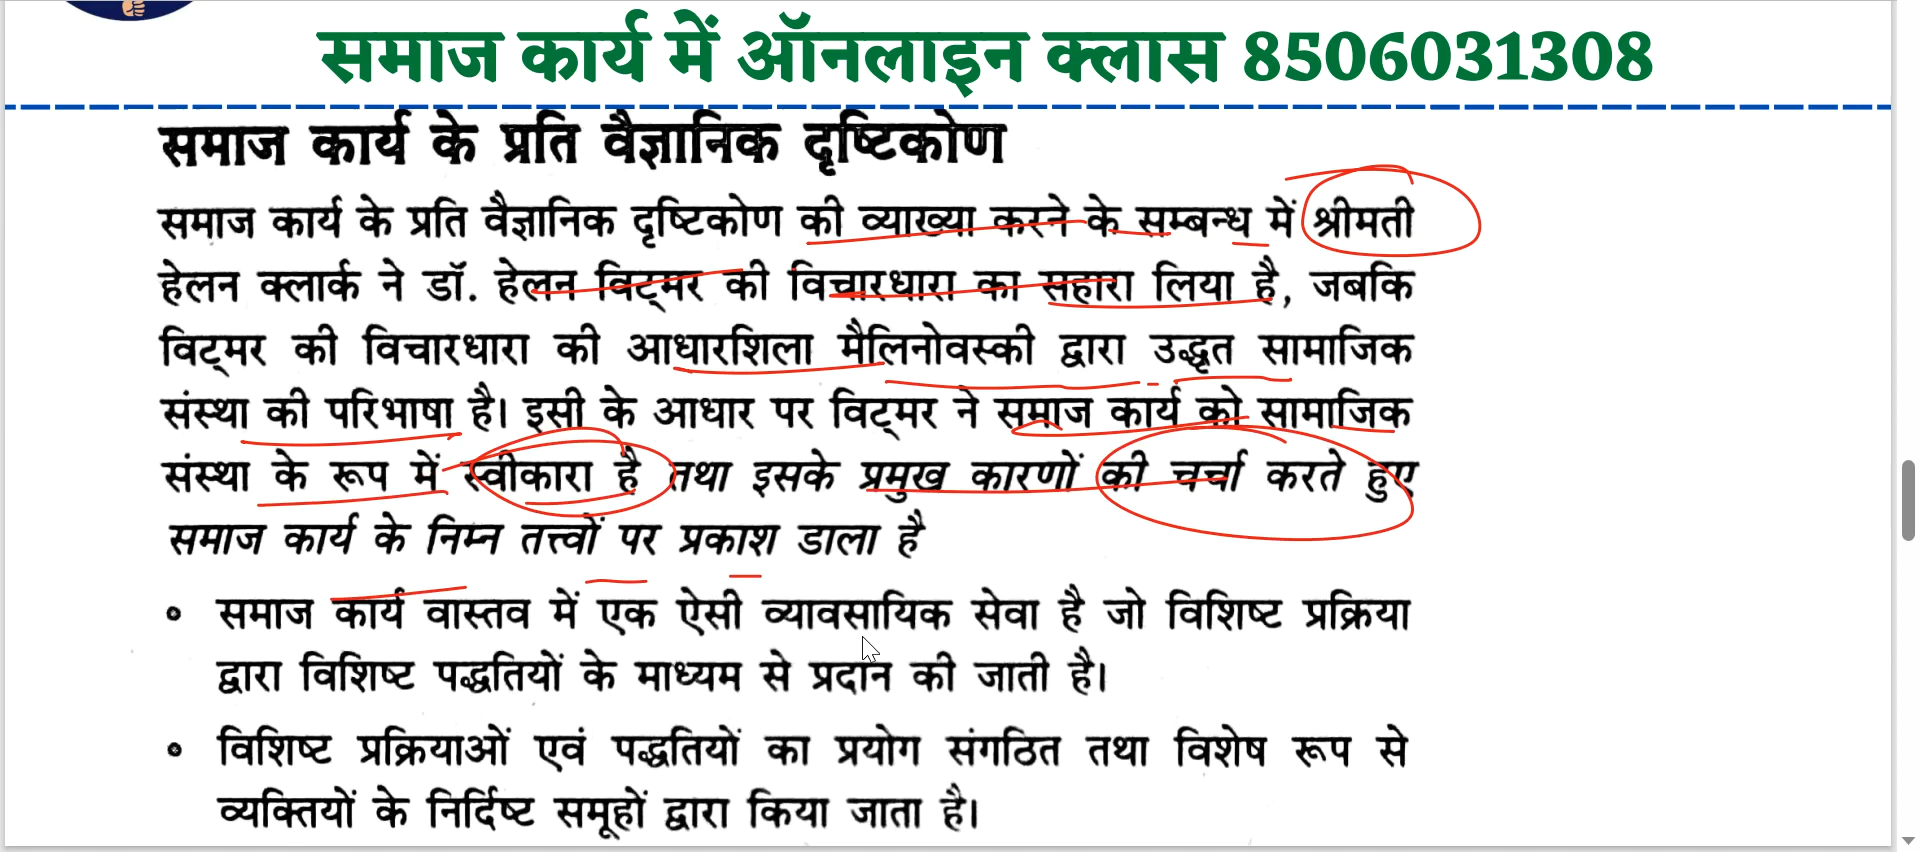 समाज कार्य में ऑनलाइन क्लास 8506031308
समाज कार्य के प्रति वैज्ञानिक दृष्टिकोण
समाज कार्य के प्रति वैज्ञानिक दृष्टिकोण की व्याख्या करने के सम्बन्ध में श्रीमती
हेलन क्लार्क ने डॉ. हेलन विट्मर की विचारधारा का सहारा लिया है, जबकि
विट्मर की विचारधारा की आधारशिला मैलिनोवस्की द्वारा उद्धृत सामाजिक
संस्था की परिभाषा है। इसी के आधार पर विट्मर ने समाज कार्य को सामाजिक
संस्था के रूप में स्वीकारा है तथा इसके प्रमुख कारणों की चर्चा करते हुए
समाज कार्य के निम्न तत्त्वों पर प्रकाश डाला है
• समाज कार्य वास्तव में एक ऐसी व्यावसायिक सेवा है जो विशिष्ट प्रक्रिया
द्वारा विशिष्ट पद्धतियों के माध्यम से प्रदान की जाती है।
• विशिष्ट प्रक्रियाओं एवं पद्धतियों का प्रयोग संगठित तथा विशेष रूप से
व्यक्तियों के निर्दिष्ट समूहों द्वारा किया जाता है।